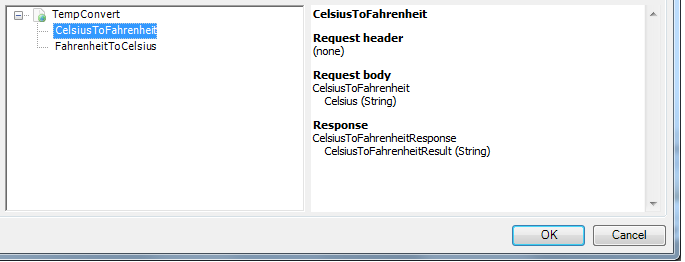 TempConvert
CelsiusToFahrenheit
FahrenheitToCelsius
CelsiusToFahrenheit
Request header
(none)
Request body
CelsiusToFahrenheit
Celsius (String)
Response
CelsiusToFahrenheitResponse
CelsiusToFahrenheitResult (String)
OK
Cancel